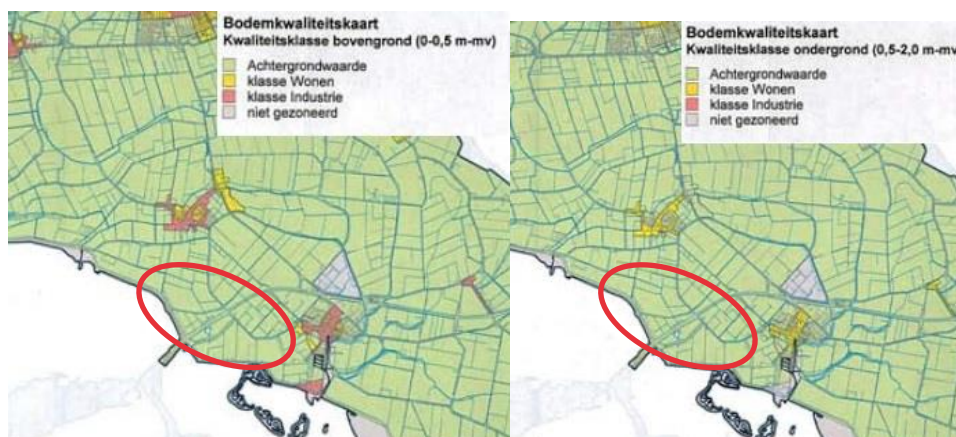 Bodemkwaliteitskaart
Kwaliteitsklasse bovengrond (0-0,5 m-mv)
Achtergrondwaarde
klasse Wonen
klasse Industrie
niet gezoneerd
Bodemkwaliteitskaart
Kwaliteitsklasse ondergrond (0,5-2,0 m-mv
Achtergrondwaarde
klasse Wonen
klasse Industrie
niet gezoneerd